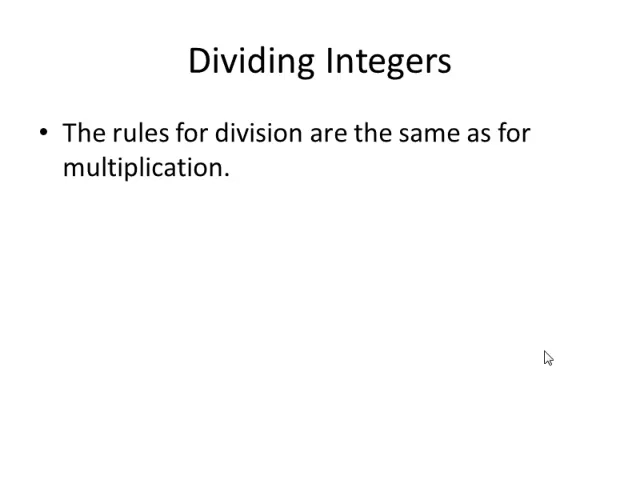 Dividing Integers
• The rules for division are the same as for
multiplication.